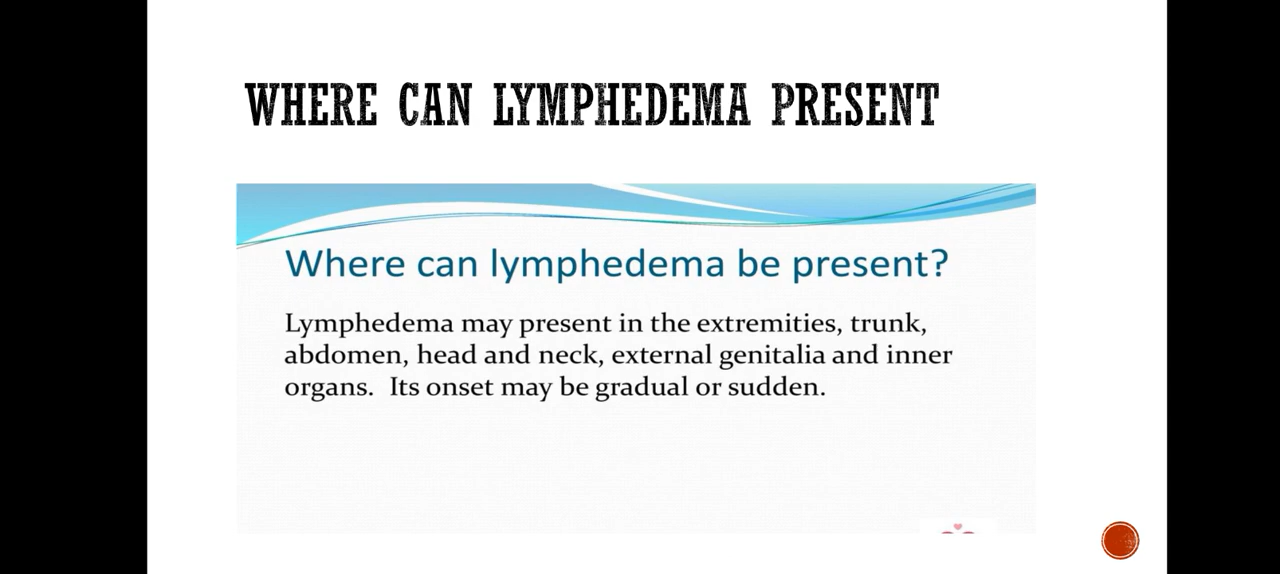 WHERE CAN LYMPHEDEMA PRESENT
Where can lymphedema be present?
Lymphedema may present in the extremities, trunk,
abdomen, head and neck, external genitalia and inner
organs.  Its onset may be gradual or sudden.